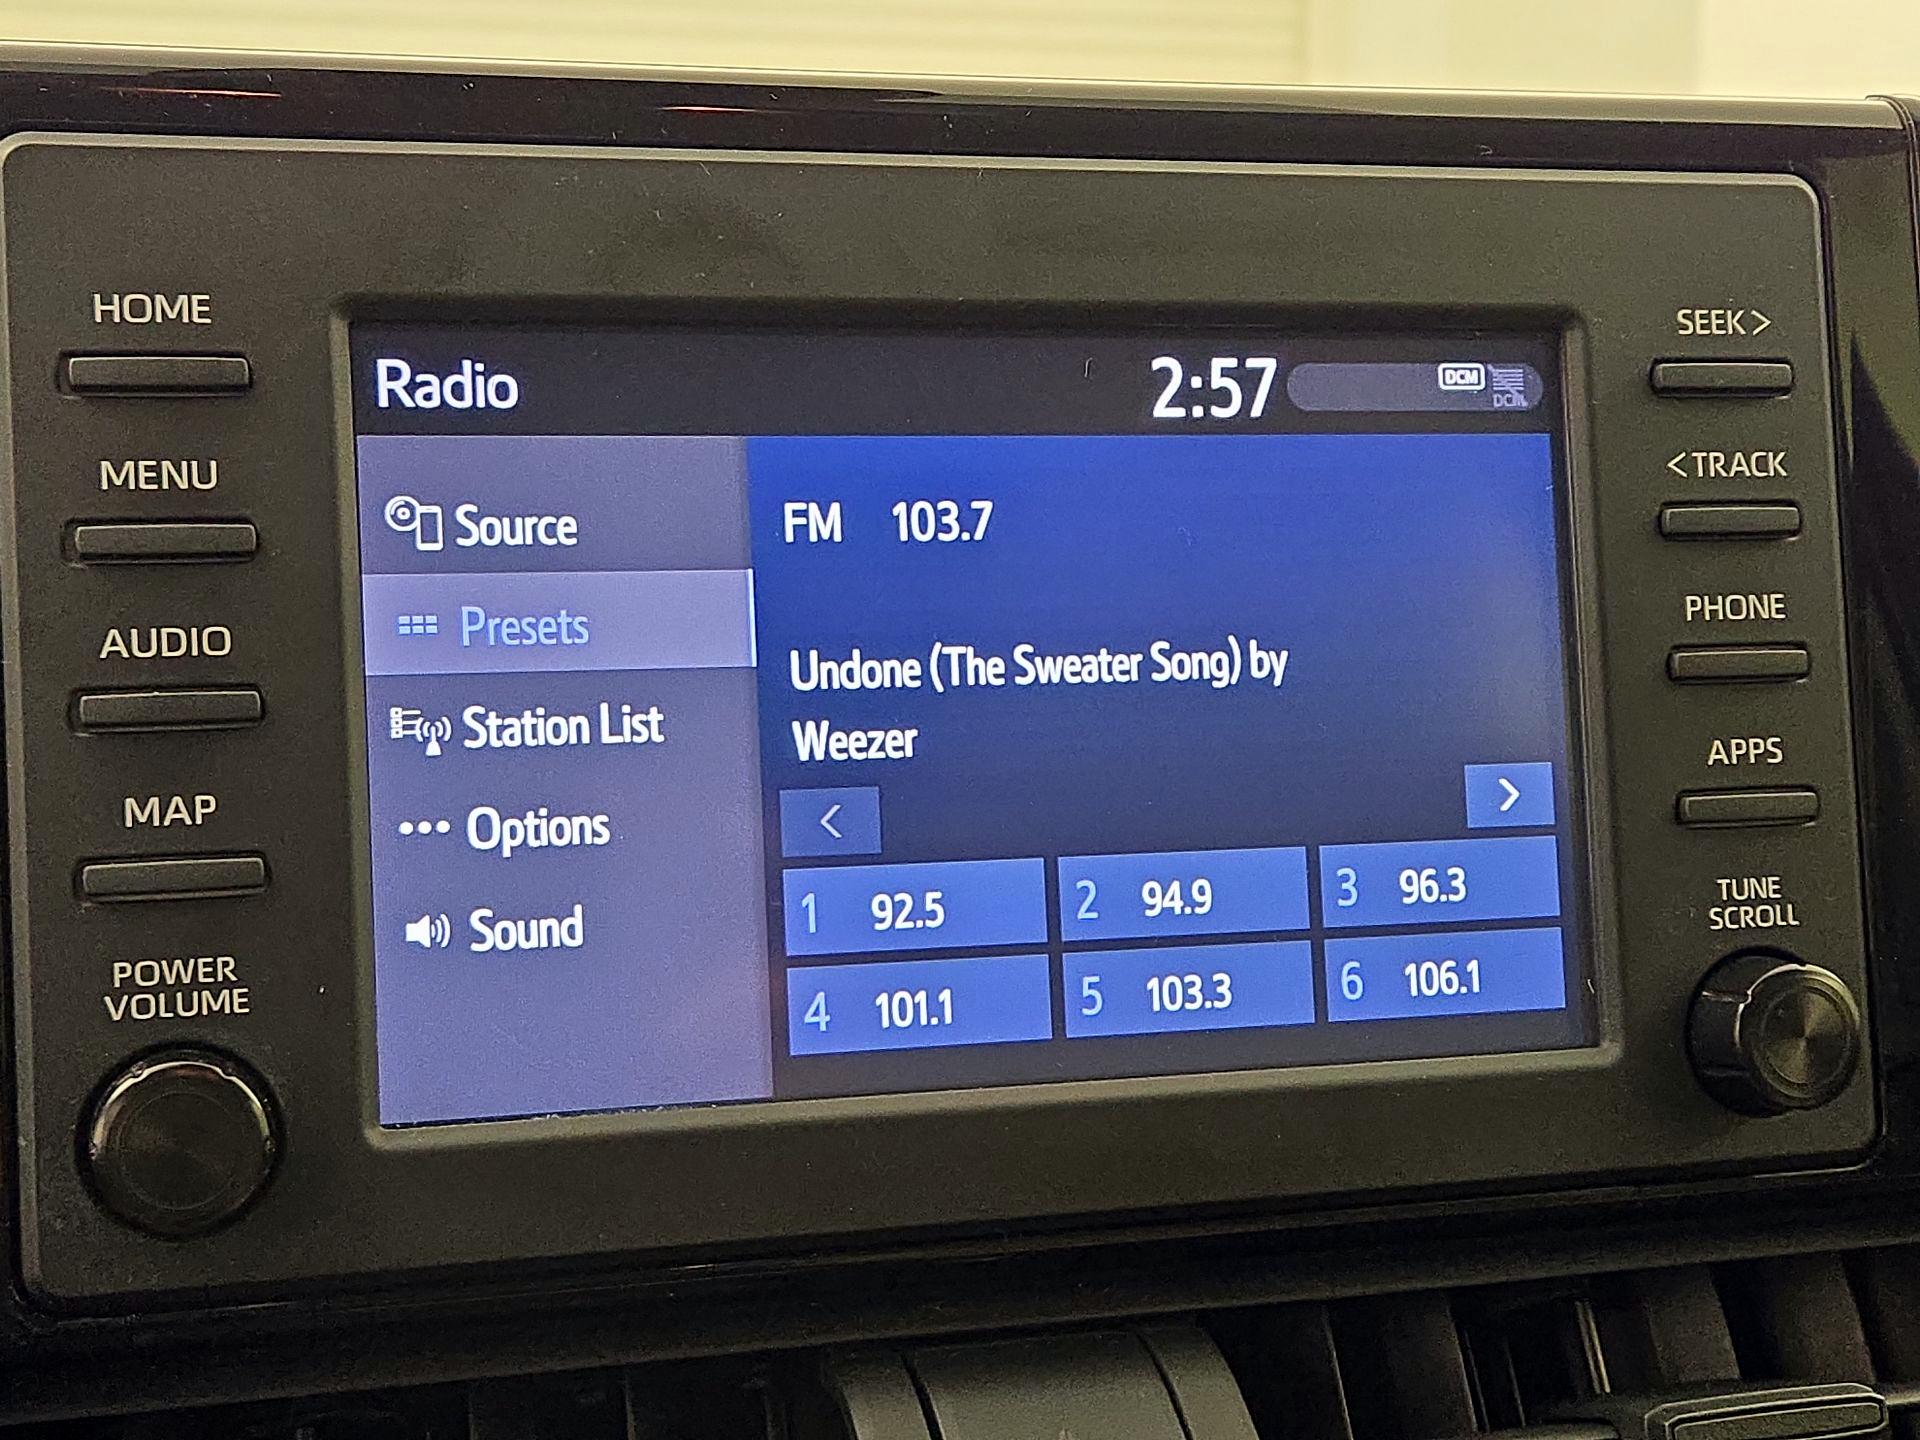 HOME
MENU
AUDIO
MAP
POWER
VOLUME
Radio
2:57
DCM
DCM
Source
Presets
Station List
Options
Sound
FM 103.7
Undone (The Sweater Song) by
Weezer
<
>
1 92.5
2 94.9
3 96.3
4 101.1
5 103.3
6 106.1
SEEK >
< TRACK
PHONE
APPS
TUNE
SCROLL